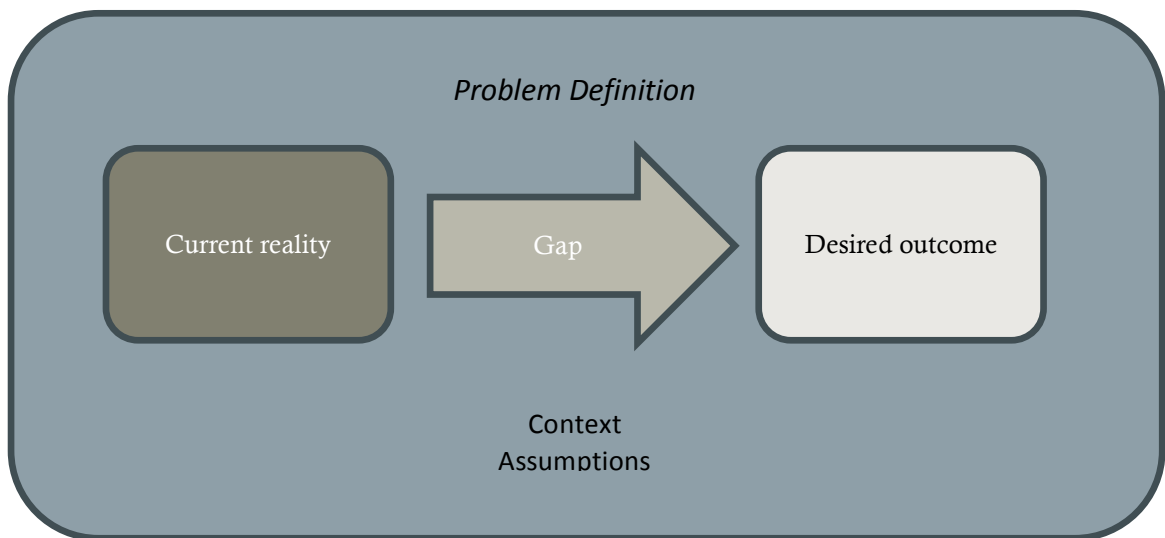 Problem Definition
Current reality
Gap
Desired outcome
Context
Assumptions